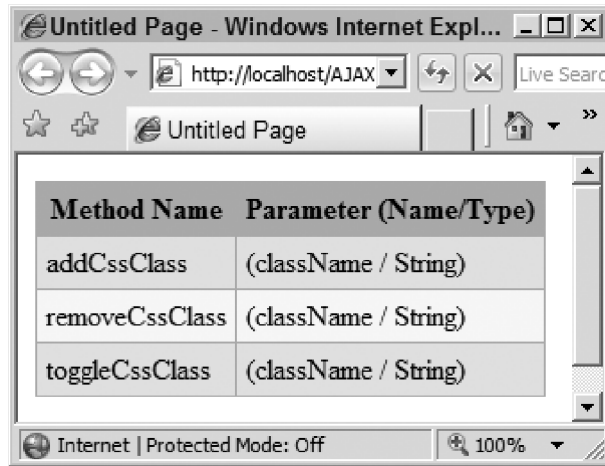 Untitled Page - Windows Internet Expl...
http://localhost/AJAX
Live Searc
Untitled Page
»
Method Name Parameter (Name/Type)
addCssClass (className / String)
removeCssClass (className / String)
toggleCssClass (className / String)
Internet | Protected Mode: Off 100%